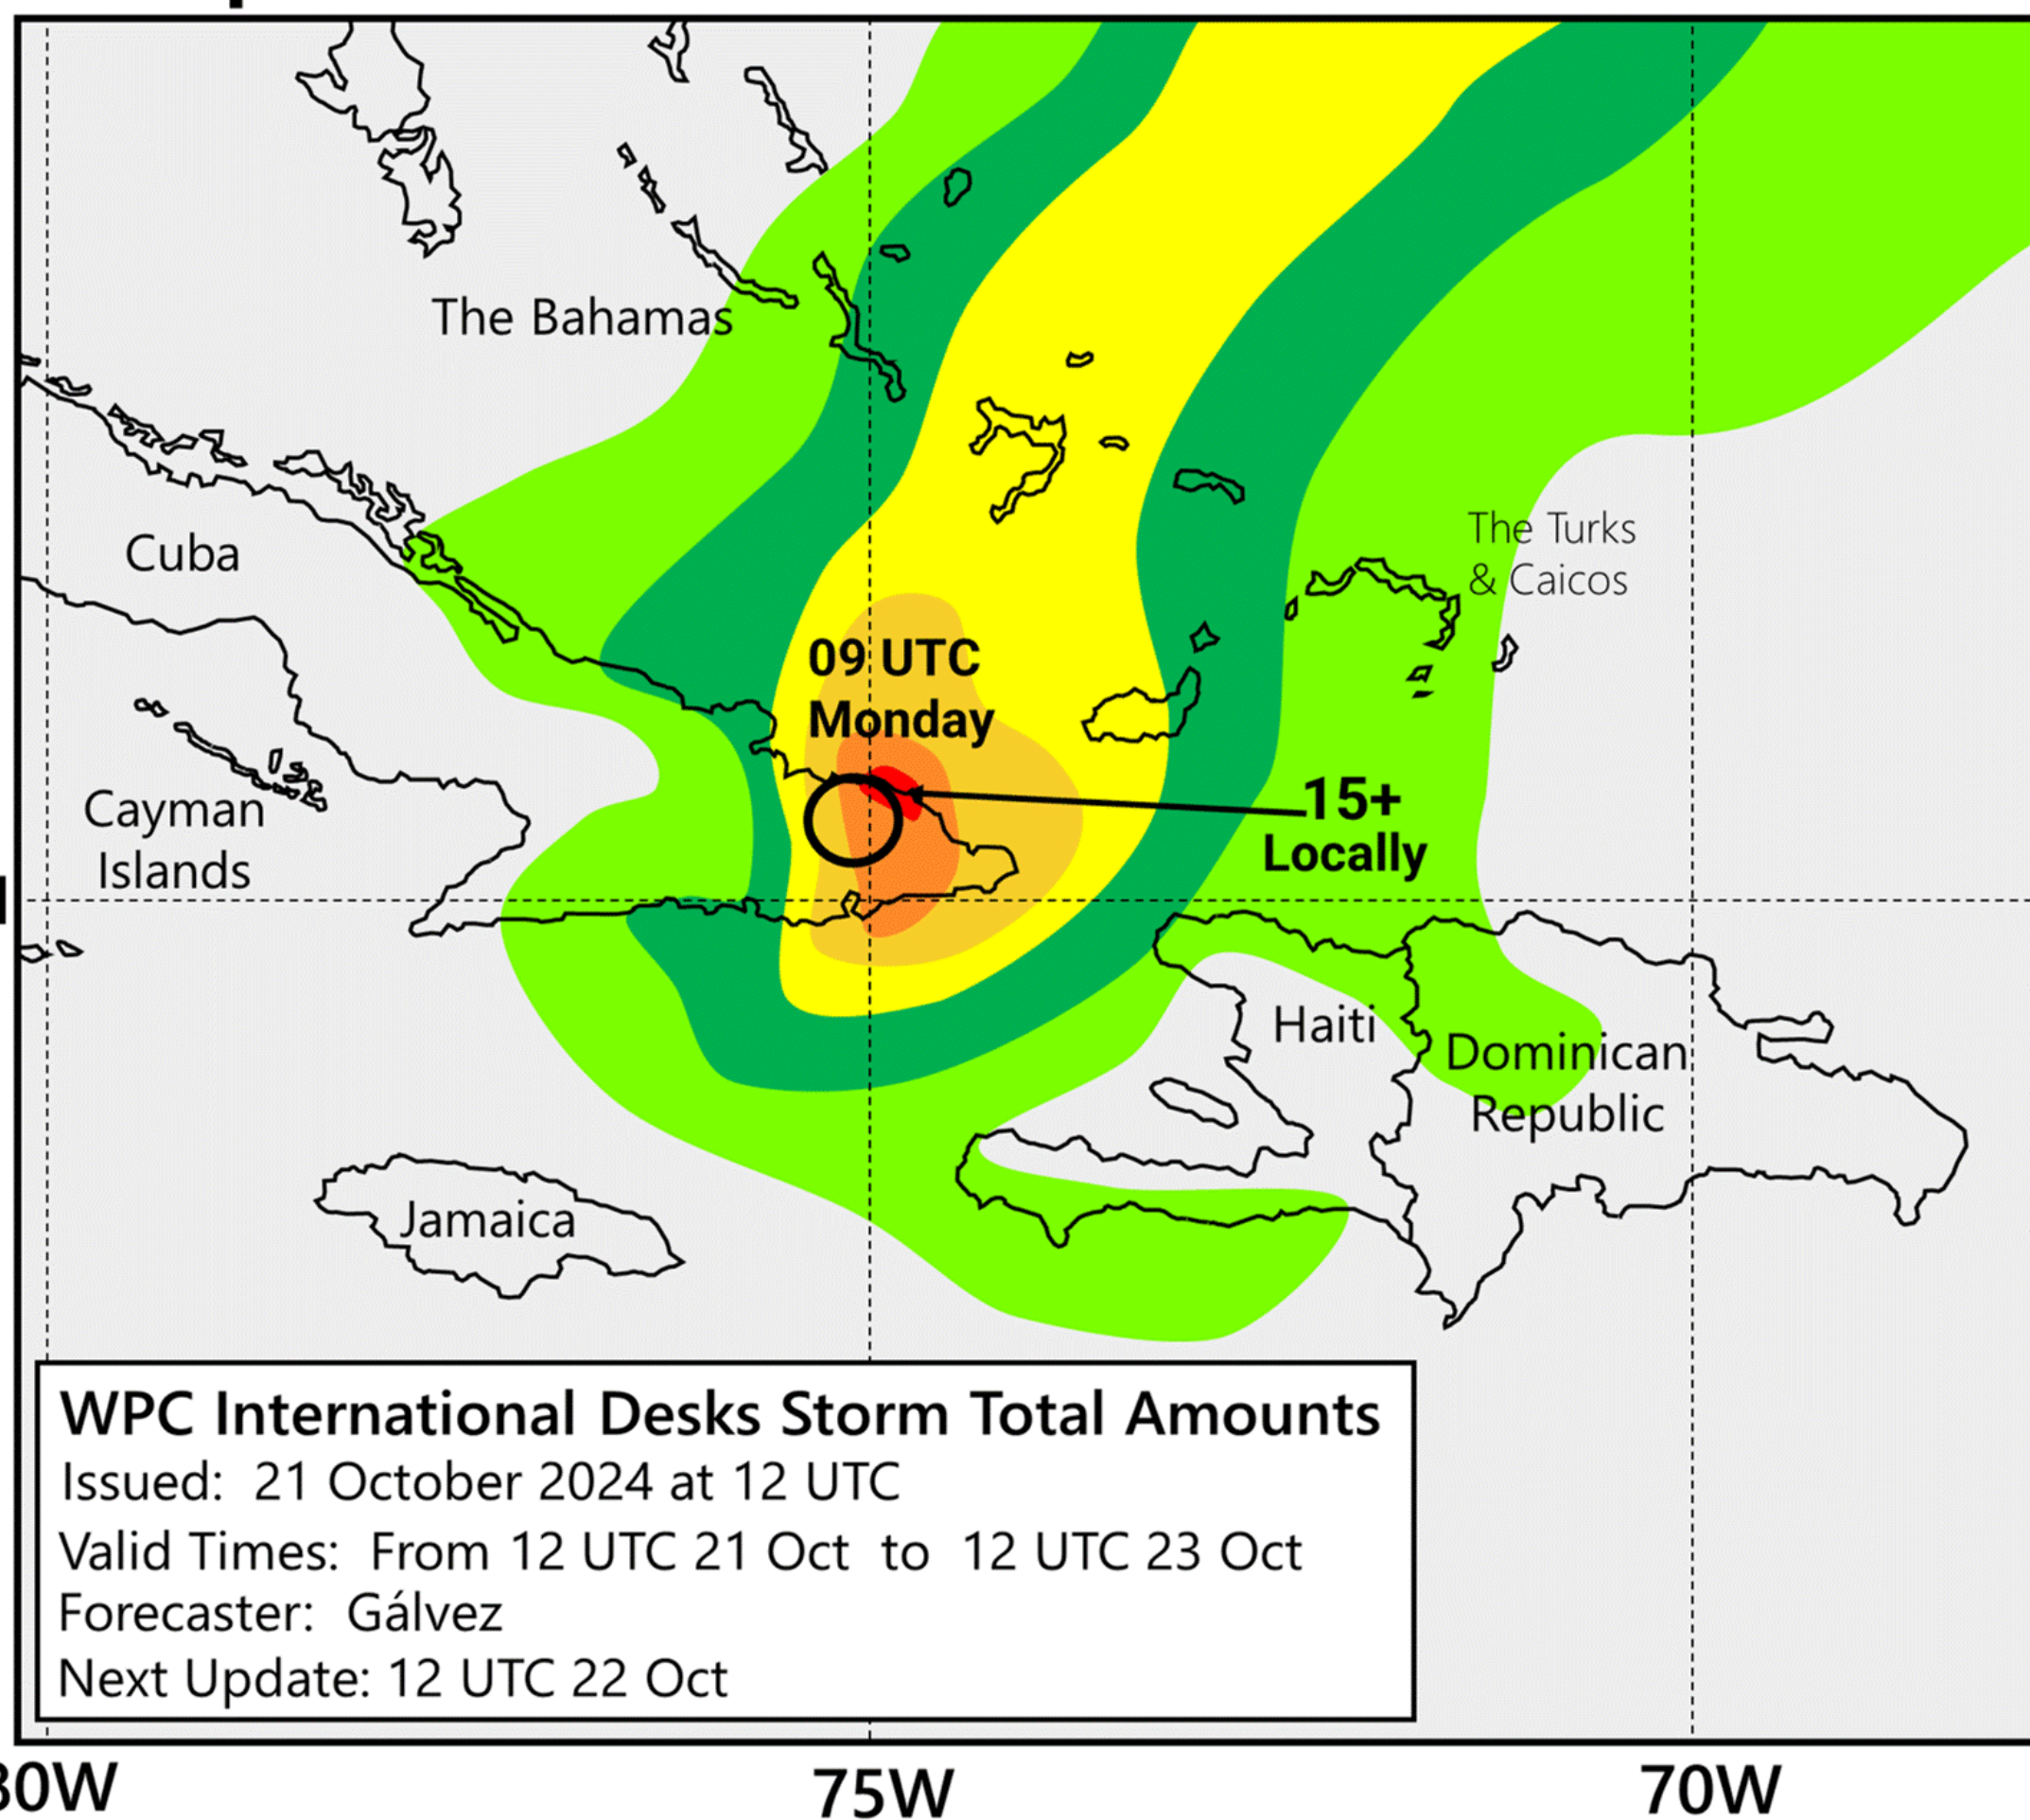 The Bahamas
Cuba
The Turks
& Caicos
09 UTC
Monday
Cayman
Islands
15+
Locally
Haiti
Dominican
Republic
Jamaica
WPC International Desks Storm Total Amounts
Issued: 21 October 2024 at 12 UTC
Valid Times: From 12 UTC 21 Oct to 12 UTC 23 Oct
Forecaster: Gálvez
Next Update: 12 UTC 22 Oct
80W
75W
70W